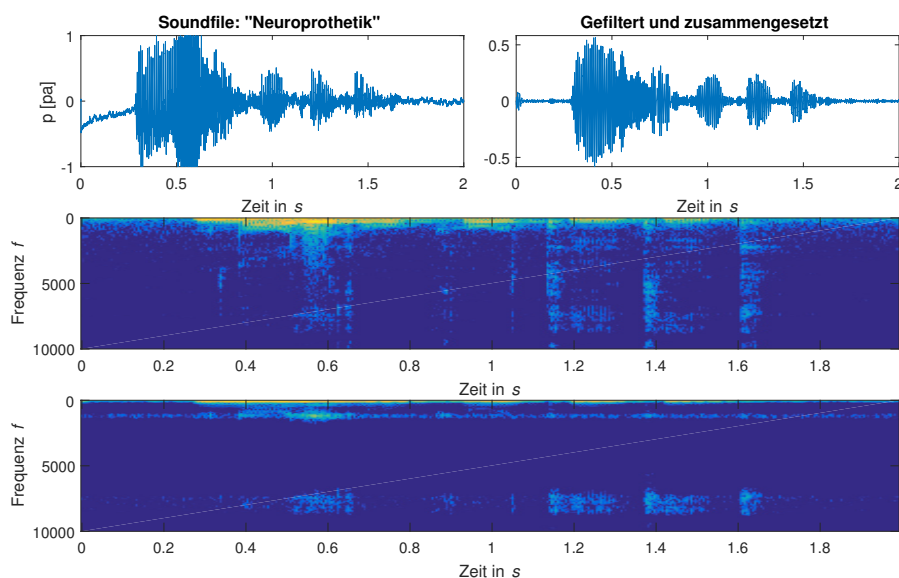 Soundfile: "Neuroprothetik"
Gefiltert und zusammengesetzt
p [pa]
1
0
-1
0 0.5 1 1.5 2
Zeit in s
0.5
0
-0.5
0 0.5 1 1.5 2
Zeit in s
Frequenz f
0
5000
10000
0 0.2 0.4 0.6 0.8 1 1.2 1.4 1.6 1.8
Zeit in s
Frequenz f
0
5000
10000
0 0.2 0.4 0.6 0.8 1 1.2 1.4 1.6 1.8
Zeit in s